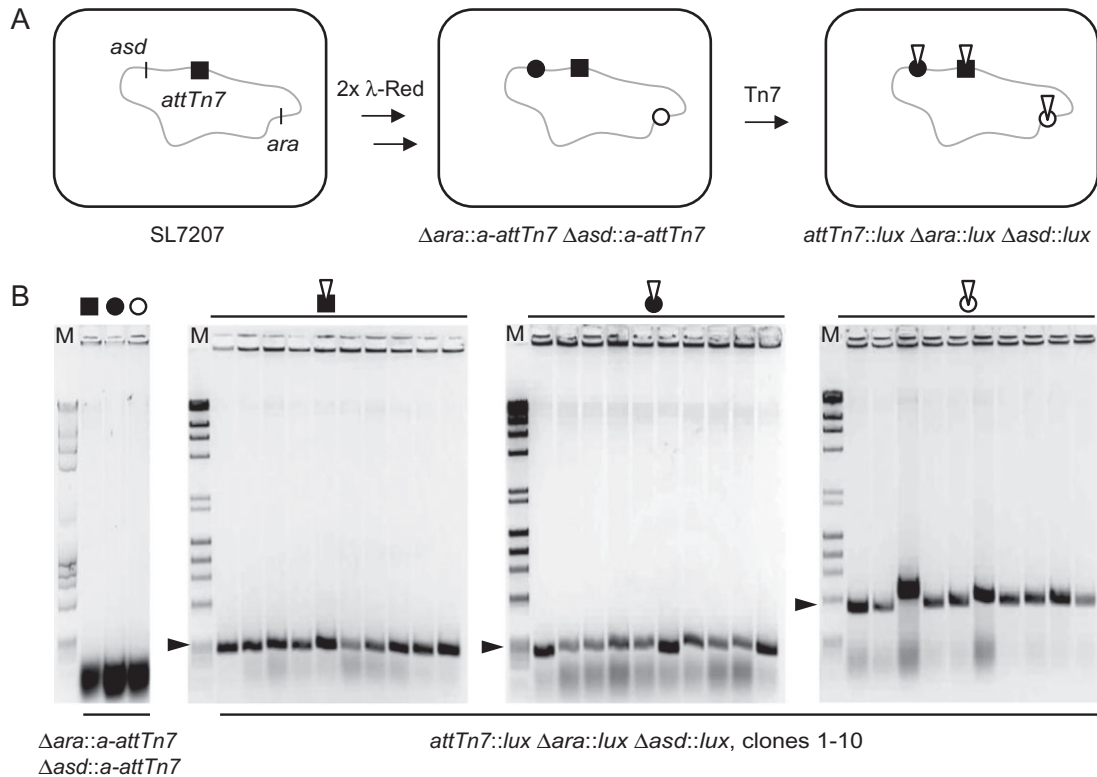 A
asd
attTn7
ara
2x λ-Red
Tn7
SL7207
Δara::a-attTn7 Δasd::a-attTn7
attTn7::lux Δara::lux Δasd::lux
B
M
M
M
M
Δara::a-attTn7
Δasd::a-attTn7
attTn7::lux Δara::lux Δasd::lux, clones 1-10